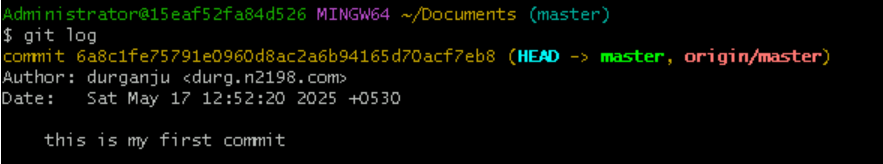 Administrator@15eaf52fa84d526 MINGW64 ~/Documents (master)
$ git log
commit 6a8c1fe75791e0960d8ac2a6b94165d70acf7eb8 (HEAD -> master, origin/master)
Author: durganju <durg.n2198.com>
Date:   Sat May 17 12:52:20 2025 +0530
    this is my first commit